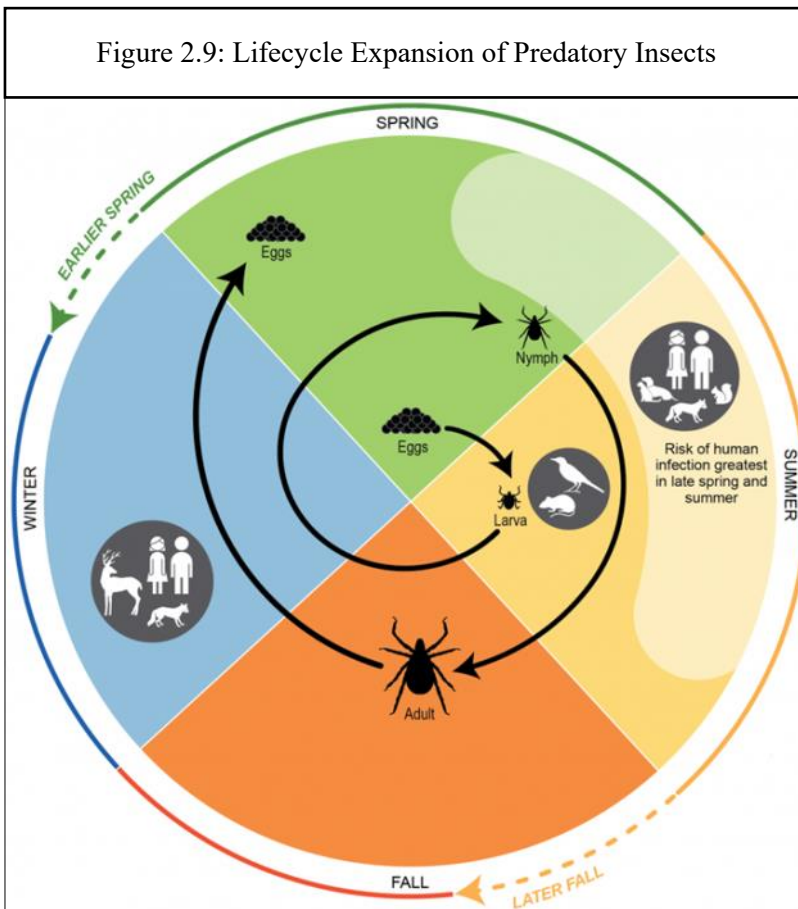 Figure 2.9: Lifecycle Expansion of Predatory Insects
SPRING
EARLIER SPRING
Eggs
Nymph
Eggs
Larva
Risk of human
infection greatest
in late spring and
summer
SUMMER
WINTER
Adult
FALL
LATER FALL